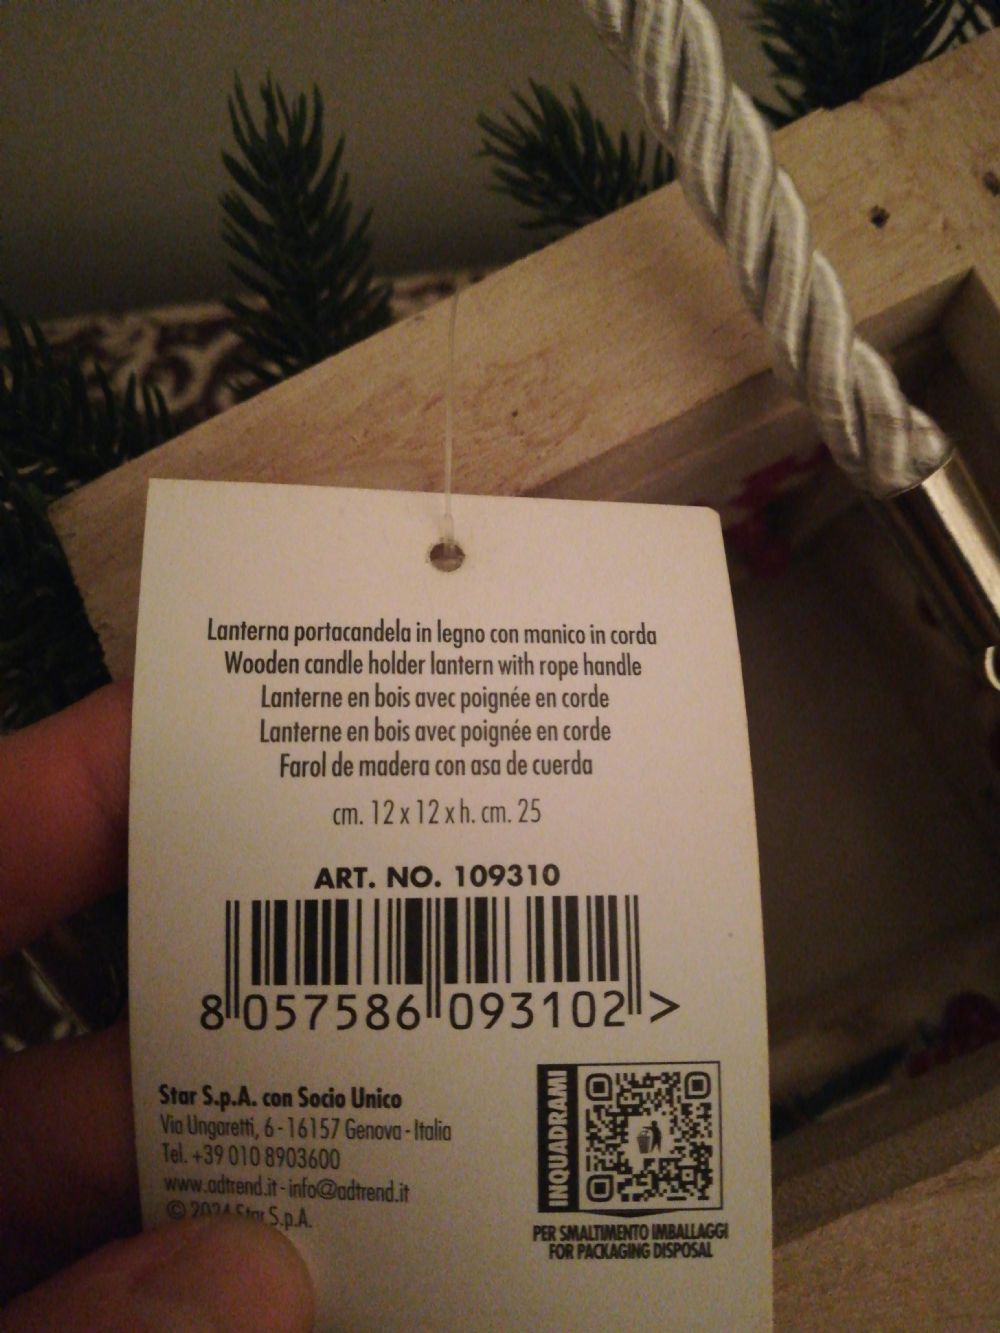 Lanterna portacandela in legno con manico in corda
Wooden candle holder lantern with rope handle
Lanterne en bois avec poignée en corde
Lanterne en bois avec poignée en corde
Farol de madera con asa de cuerda
cm. 12 x 12 x h. cm. 25
ART. NO. 109310
8 057586 093102 >
Star S.p.A. con Socio Unico
Via Ungaretti, 6 - 16157 Genova - Italia
Tel. +39 010 8903600
www.adtrend.it - info@adtrend.it
© 2024 Star S.p.A.
INQUADRAMI
PER SMALTIMENTO IMBALLAGGI
FOR PACKAGING DISPOSAL